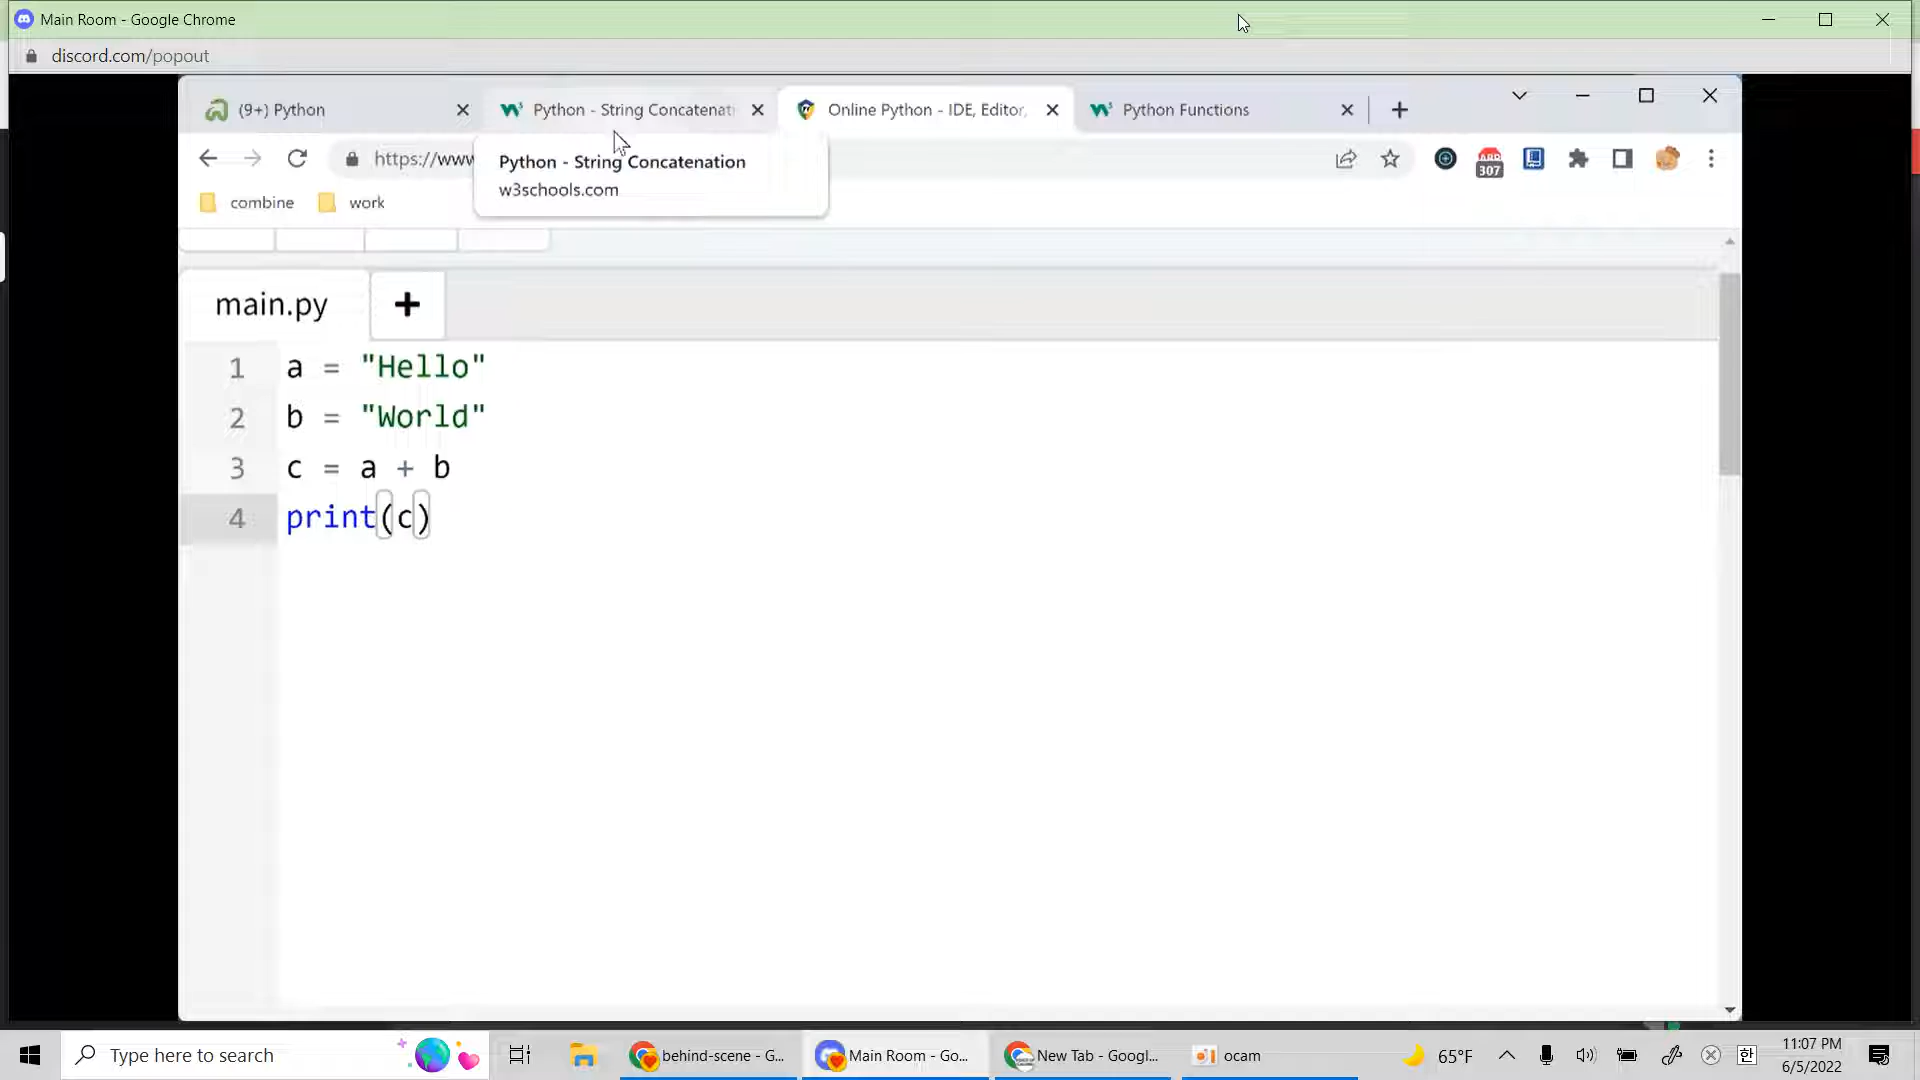 Main Room - Google Chrome
discord.com/popout
(9+) Python
Python - String Concatenati
Online Python - IDE, Editor,
Python Functions
https://www
307
Python - String Concatenation
w3schools.com
combine
work
main.py
1 a = "Hello"
2 b = "World"
3 c = a + b
4 print(c)
Type here to search
behind-scene - G...
Main Room - Go...
New Tab - Googl...
ocam
65°F
한
11:07 PM
6/5/2022